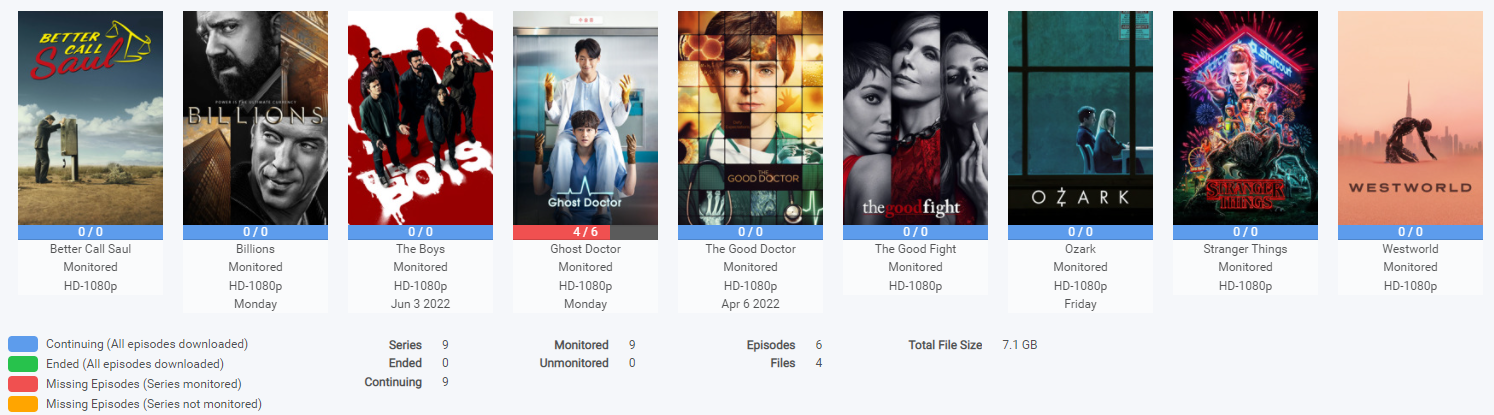 BETTER
CALL
Saul
POWER IS THE ULTIMATE CURRENCY
BILLIONS
BOYS
Ghost Doctor
THE
GOOD DOCTOR
thegoodfight
OZARK
starcourt
STRANGER
THINGS
WESTWORLD
0 / 0
0 / 0
0 / 0
4 / 6
0 / 0
0 / 0
0 / 0
0 / 0
0 / 0
Better Call Saul
Monitored
HD-1080p
Billions
Monitored
HD-1080p
Monday
The Boys
Monitored
HD-1080p
Jun 3 2022
Ghost Doctor
Monitored
HD-1080p
Monday
The Good Doctor
Monitored
HD-1080p
Apr 6 2022
The Good Fight
Monitored
HD-1080p
Ozark
Monitored
HD-1080p
Friday
Stranger Things
Monitored
HD-1080p
Westworld
Monitored
HD-1080p
Continuing (All episodes downloaded)
Ended (All episodes downloaded)
Missing Episodes (Series monitored)
Missing Episodes (Series not monitored)
Series 9
Ended 0
Continuing 9
Monitored 9
Unmonitored 0
Episodes 6
Files 4
Total File Size 7.1 GB